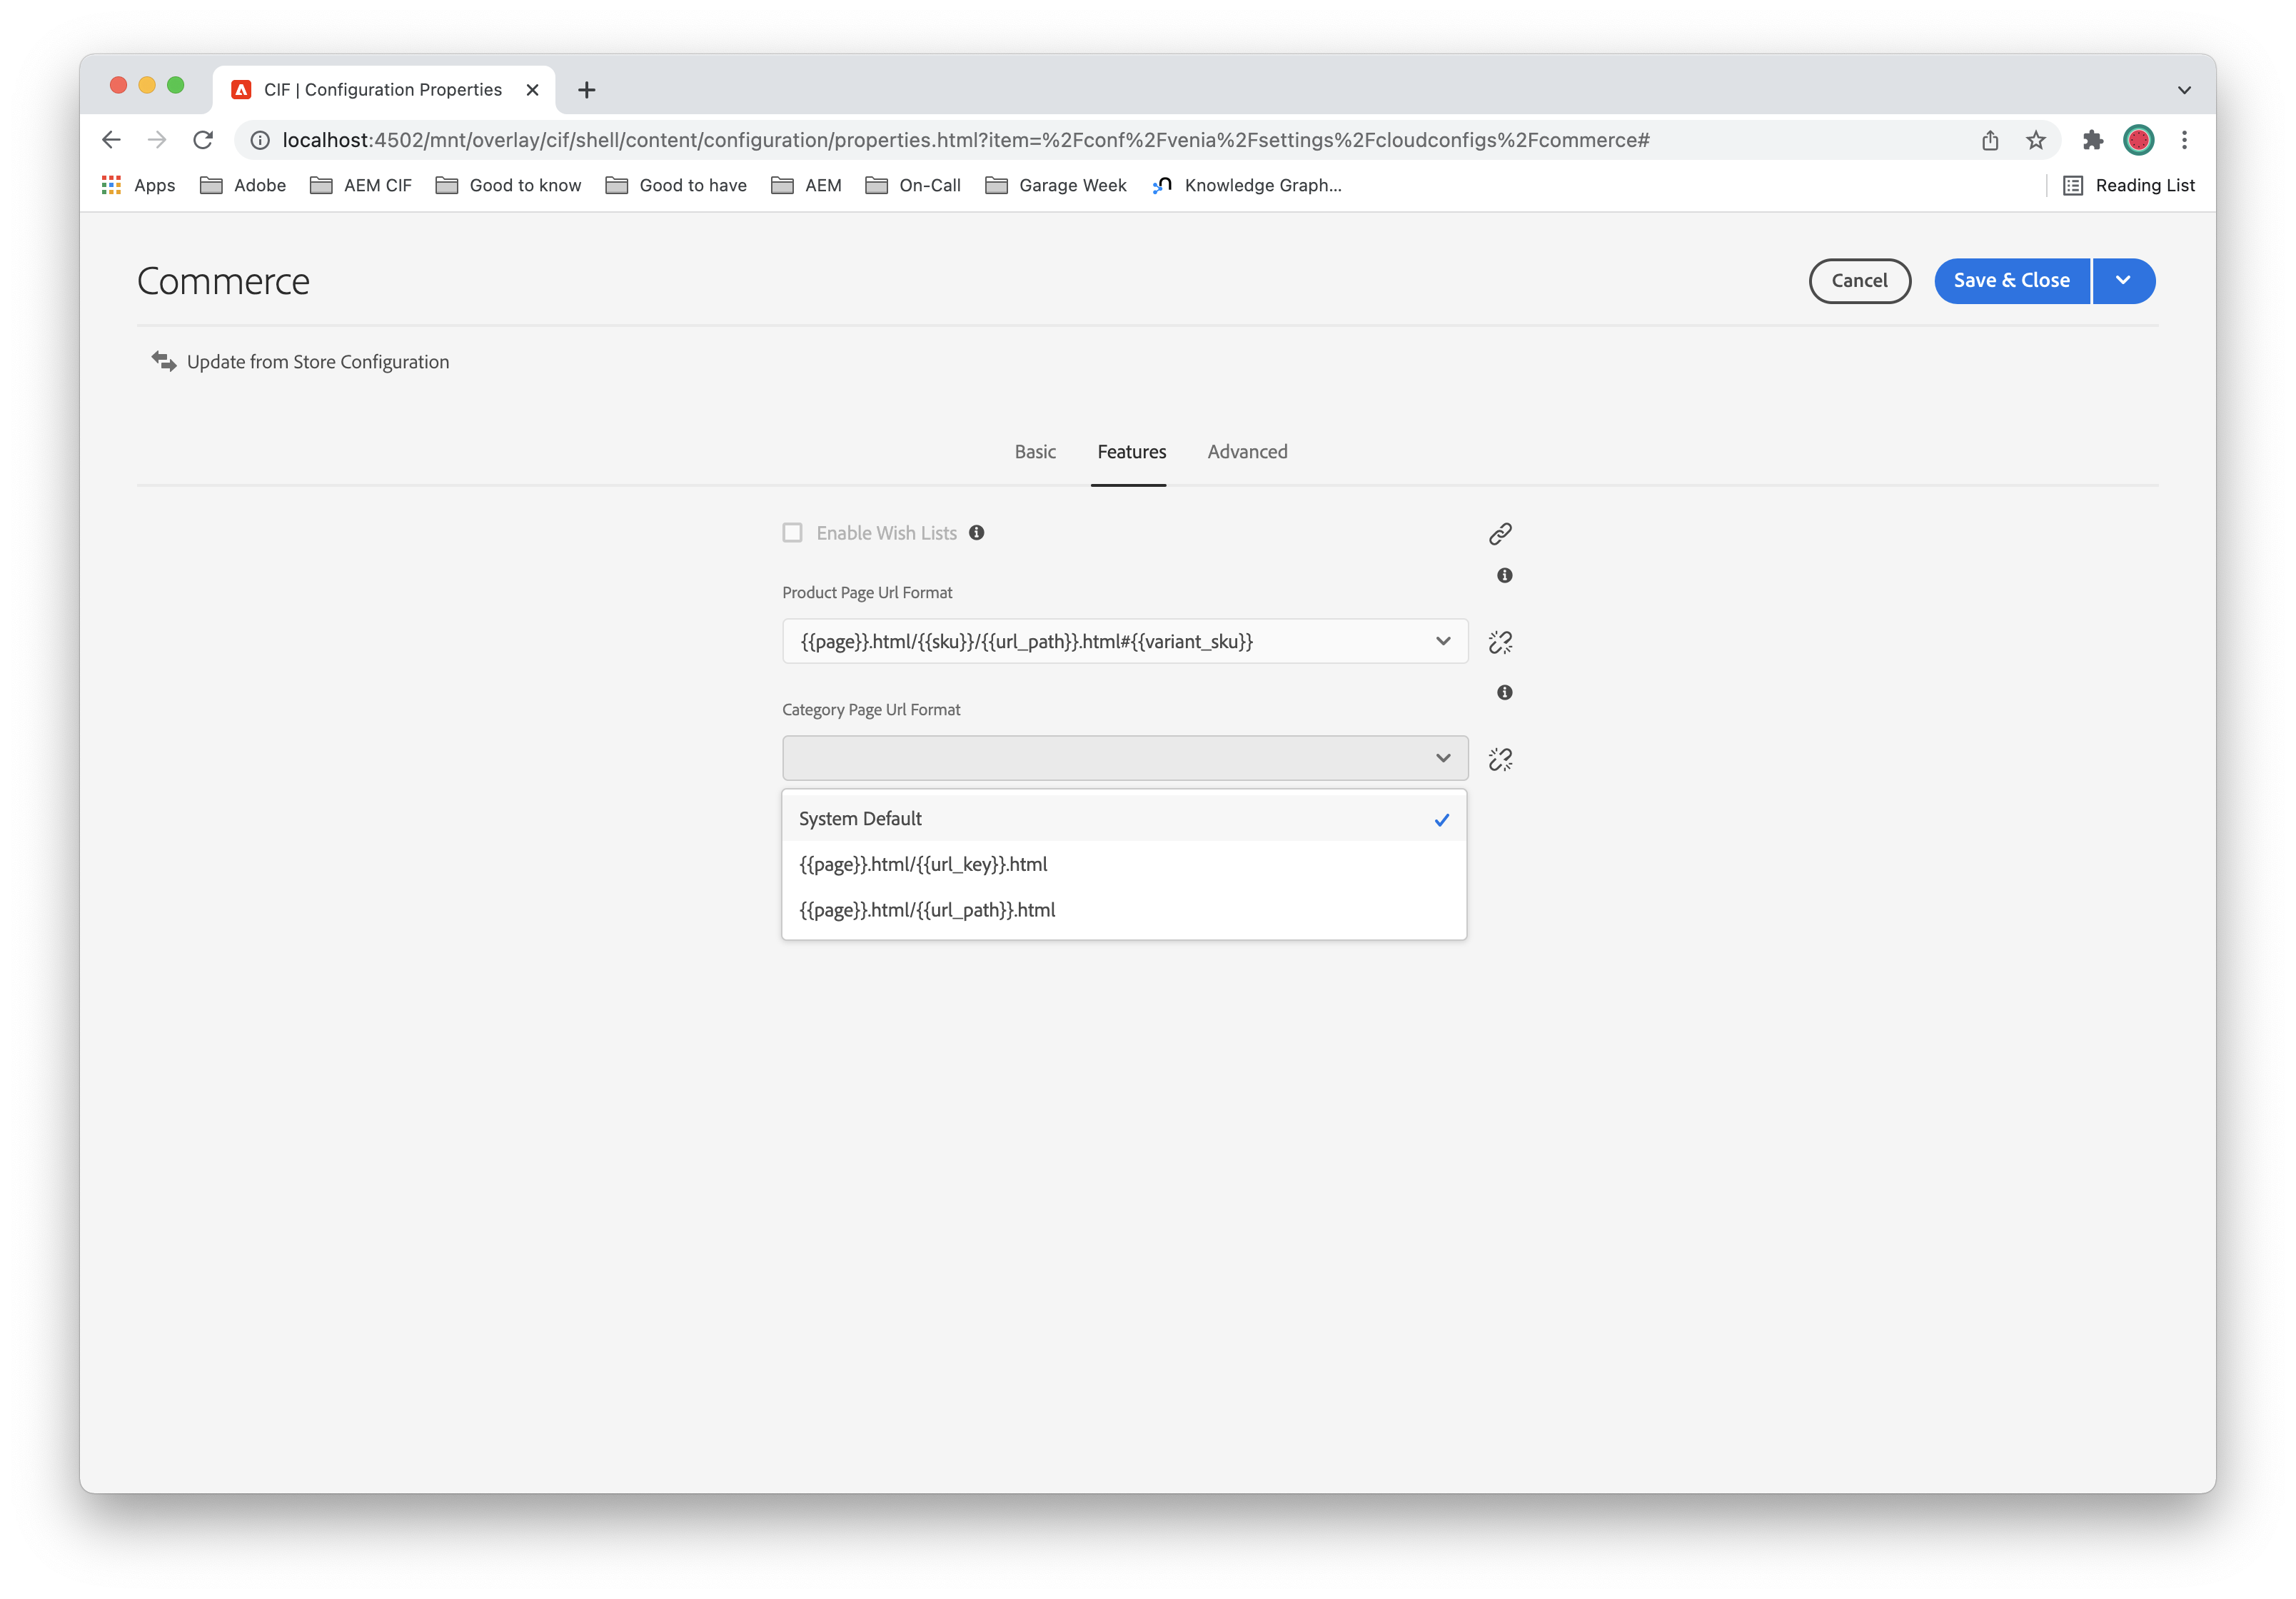 CIF | Configuration Properties
localhost:4502/mnt/overlay/cif/shell/content/configuration/properties.html?item=%2Fconf%2Fvenia%2Fsettings%2Fcloudconfigs%2Fcommerce#
Apps Adobe AEM CIF Good to know Good to have AEM On-Call Garage Week Knowledge Graph... Reading List
Commerce
Cancel Save & Close
Update from Store Configuration
Basic Features Advanced
Enable Wish Lists
Product Page Url Format
{{page}}.html/{{sku}}/{{url_path}}.html#{{variant_sku}}
Category Page Url Format
System Default
{{page}}.html/{{url_key}}.html
{{page}}.html/{{url_path}}.html